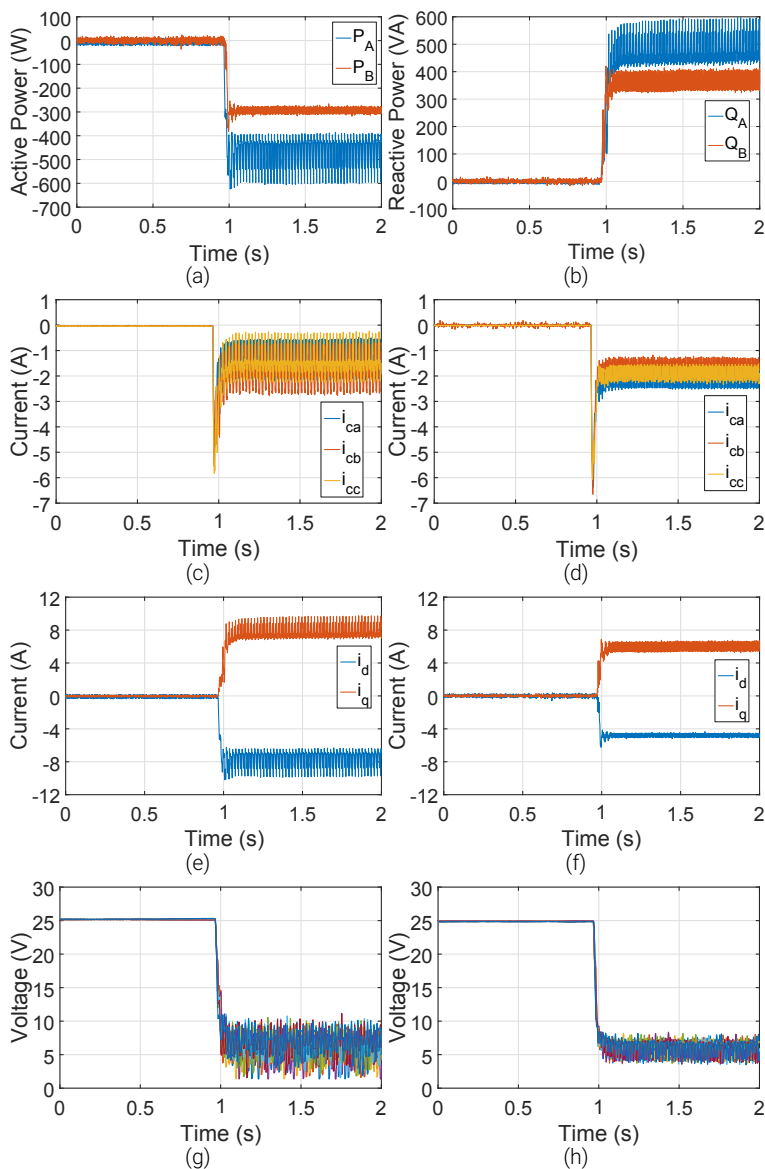 100
0
-100
-200
-300
-400
-500
-600
-700
Active Power (W)
P_A
P_B
0 0.5 1 1.5 2
Time (s)
(a)
600
500
400
300
200
100
0
-100
Reactive Power (VA)
Q_A
Q_B
0 0.5 1 1.5 2
Time (s)
(b)
1
0
-1
-2
-3
-4
-5
-6
-7
Current (A)
i_ca
i_cb
i_cc
0 0.5 1 1.5 2
Time (s)
(c)
1
0
-1
-2
-3
-4
-5
-6
-7
Current (A)
i_ca
i_cb
i_cc
0 0.5 1 1.5 2
Time (s)
(d)
12
8
4
0
-4
-8
-12
Current (A)
i_d
i_q
0 0.5 1 1.5 2
Time (s)
(e)
12
8
4
0
-4
-8
-12
Current (A)
i_d
i_q
0 0.5 1 1.5 2
Time (s)
(f)
30
25
20
15
10
5
0
Voltage (V)
0 0.5 1 1.5 2
Time (s)
(g)
30
25
20
15
10
5
0
Voltage (V)
0 0.5 1 1.5 2
Time (s)
(h)